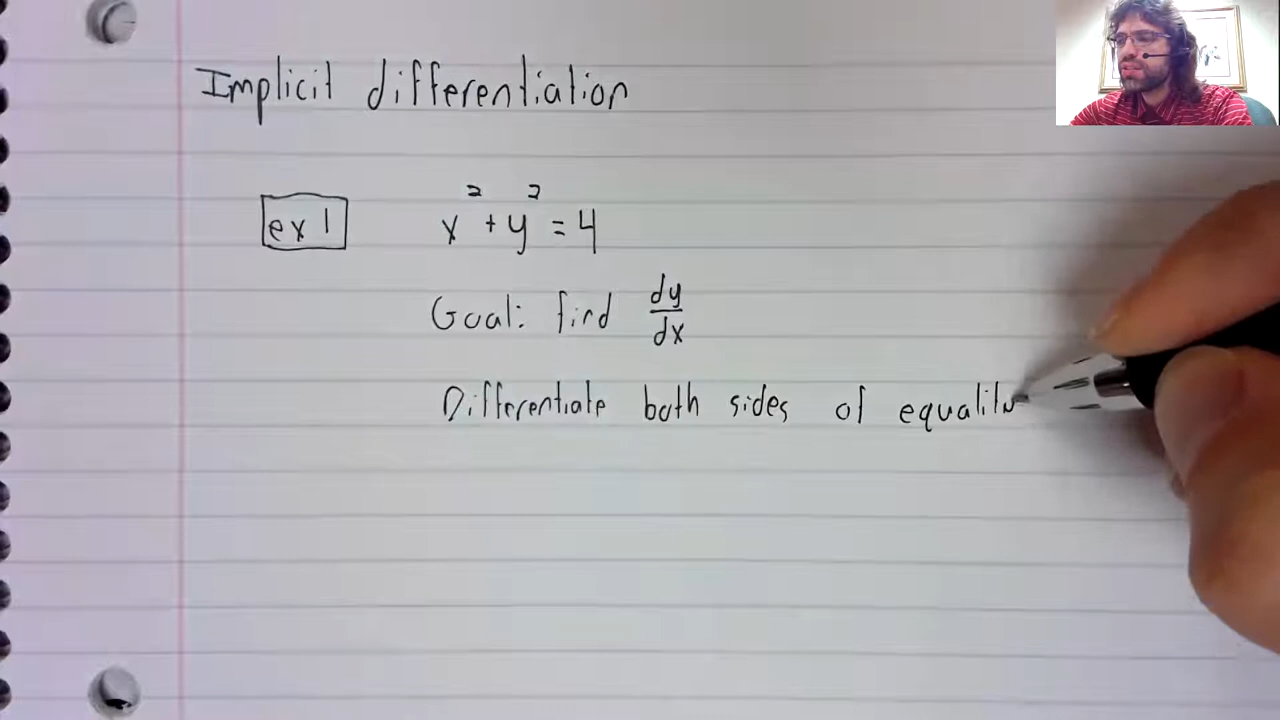 Implicit differentiation
ex 1 x² + y² = 4
Goal: find dy/dx
Differentiate both sides of equality